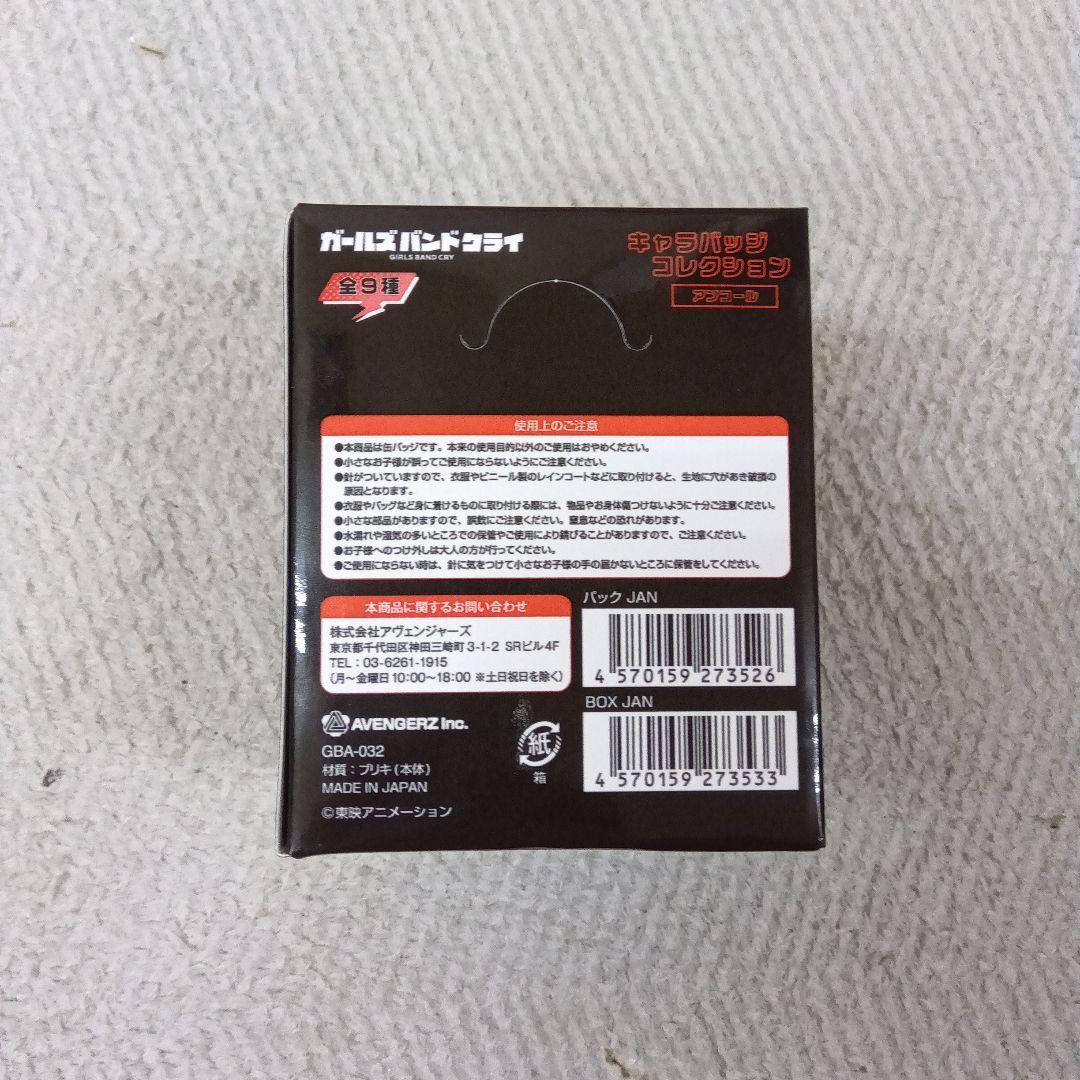 ガールズバンドクライ
GIRLS BAND CRY
全9種
キャラバッジ
コレクション
アンコール
使用上のご注意
●本商品は缶バッジです。本来の使用目的以外のご使用はおやめください。
●小さなお子様が誤ってご使用にならないようにご注意ください。
●針がついていますので、衣服やビニール製のレインコートなどに取り付けると、生地に穴があき破損の
原因となります。
●衣服やバッグなど身に着けるものに取り付ける際には、物品やお身体傷つけないように十分ご注意ください。
●小さな部品がありますので、誤飲にご注意ください。窒息などの恐れがあります。
●水濡れや湿気の多いところでの保管やご使用により錆びることがありますので、ご注意ください。
●お子様へのつけ外しは大人の方が行ってください。
●ご使用にならない時は、針に気をつけて小さなお子様の手の届かないところに保管をしてください。
本商品に関するお問い合わせ
株式会社アヴェンジャーズ
東京都千代田区神田三崎町3-1-2 SRビル4F
TEL：03-6261-1915
(月〜金曜日10:00〜18:00 ※土日祝日を除く)
AVENGERZ Inc.
GBA-032
材質：ブリキ(本体)
MADE IN JAPAN
©東映アニメーション
紙
箱
パック JAN
4 570159 273526
BOX JAN
4 570159 273533